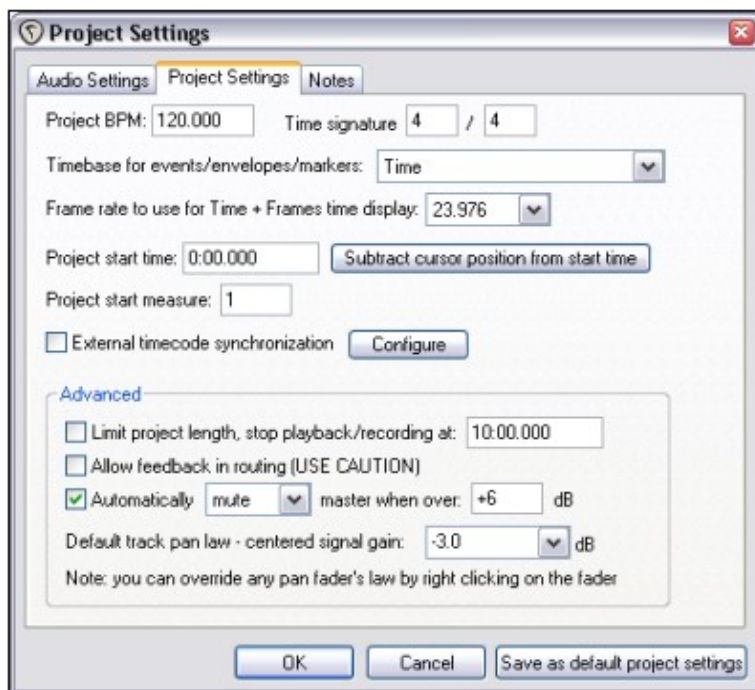 Project Settings
Audio Settings Project Settings Notes
Project BPM: 120.000 Time signature 4 / 4
Timebase for events/envelopes/markers: Time
Frame rate to use for Time + Frames time display: 23.976
Project start time: 0:00.000 Subtract cursor position from start time
Project start measure: 1
External timecode synchronization Configure
Advanced
Limit project length, stop playback/recording at: 10:00.000
Allow feedback in routing (USE CAUTION)
Automatically mute master when over: +6 dB
Default track pan law - centered signal gain: -3.0 dB
Note: you can override any pan fader's law by right clicking on the fader
OK Cancel Save as default project settings